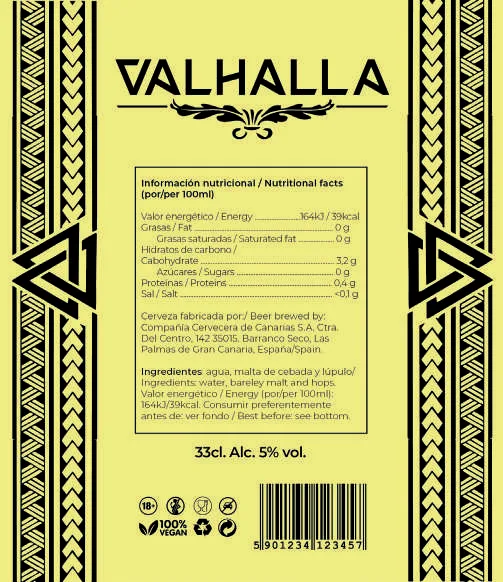 VALHALLA
Información nutricional / Nutritional facts
(por/per 100ml)
Valor energético / Energy ........................164kJ / 39kcal
Grasas / Fat ........................ 0 g
Grasas saturadas / Saturated fat ................ 0 g
Hidratos de carbono /
Cabohydrate ........................ 3,2 g
Azúcares / Sugars ........................ 0 g
Proteínas / Proteins ........................ 0,4 g
Sal / Salt ........................ <0,1 g
Cerveza fabricada por:/ Beer brewed by:
Compañía Cervecera de Canarias S.A, Ctra.
Del Centro, 142 35015, Barranco Seco, Las
Palmas de Gran Canaria, España/Spain.
Ingredientes: agua, malta de cebada y lúpulo/
Ingredients: water, bareley malt and hops.
Valor energético / Energy (por/per 100ml):
164kJ/39kcal. Consumir preferentemente
antes de: ver fondo / Best before: see bottom.
33cl. Alc. 5% vol.
18+
100%
VEGAN
5 901234 123457